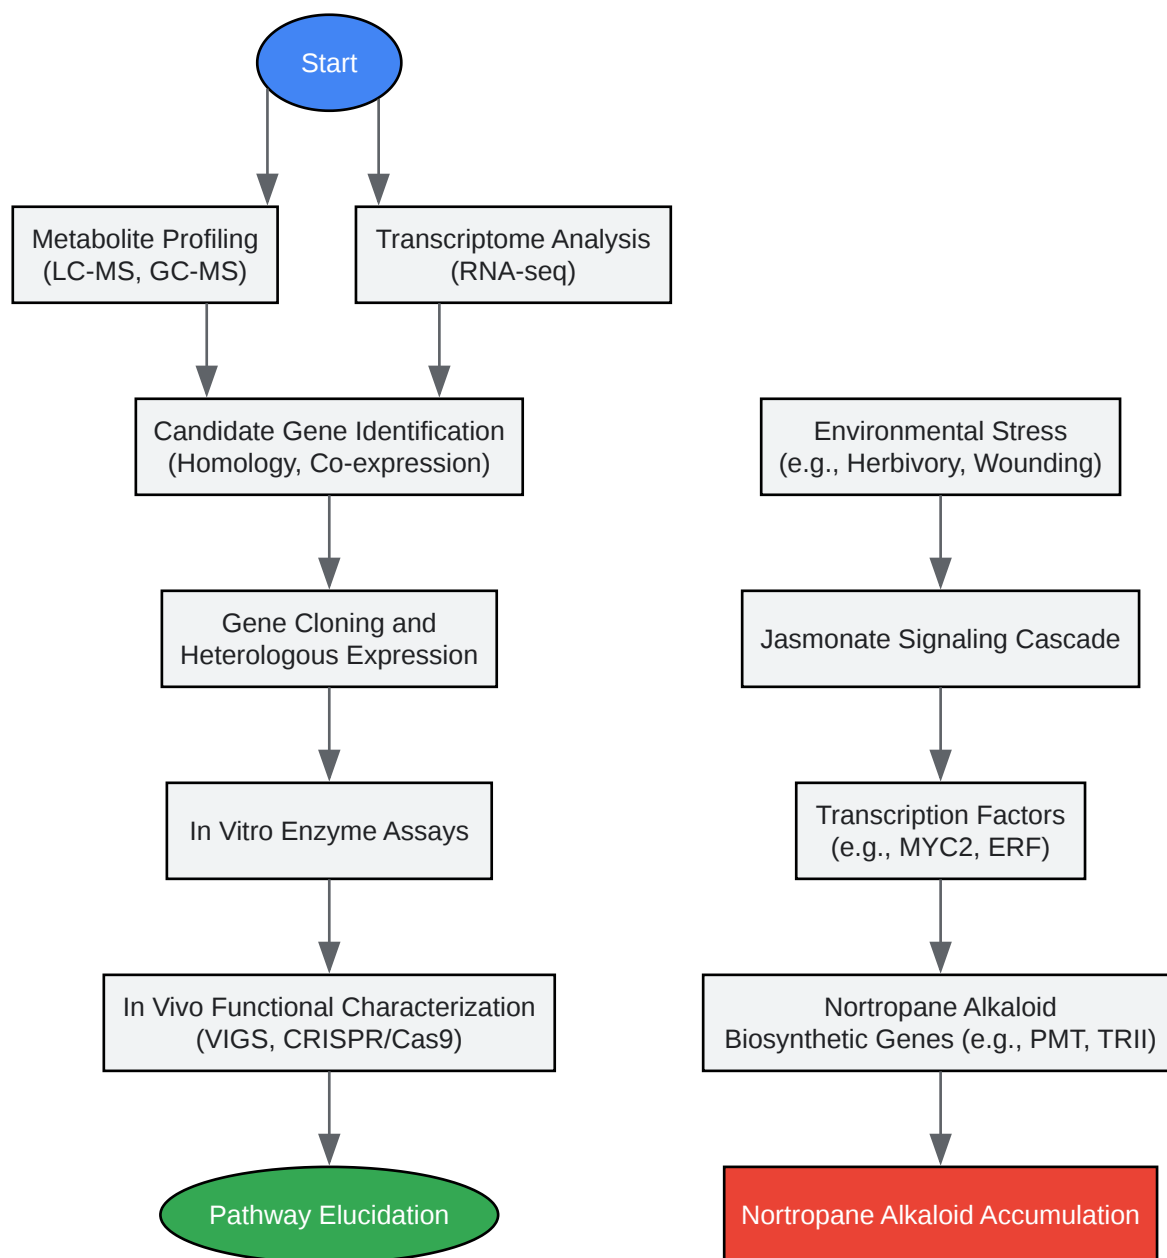 Start
Metabolite Profiling
(LC-MS, GC-MS)
Transcriptome Analysis
(RNA-seq)
Candidate Gene Identification
(Homology, Co-expression)
Gene Cloning and
Heterologous Expression
In Vitro Enzyme Assays
In Vivo Functional Characterization
(VIGS, CRISPR/Cas9)
Pathway Elucidation
Environmental Stress
(e.g., Herbivory, Wounding)
Jasmonate Signaling Cascade
Transcription Factors
(e.g., MYC2, ERF)
Nortropane Alkaloid
Biosynthetic Genes (e.g., PMT, TRII)
Nortropane Alkaloid Accumulation